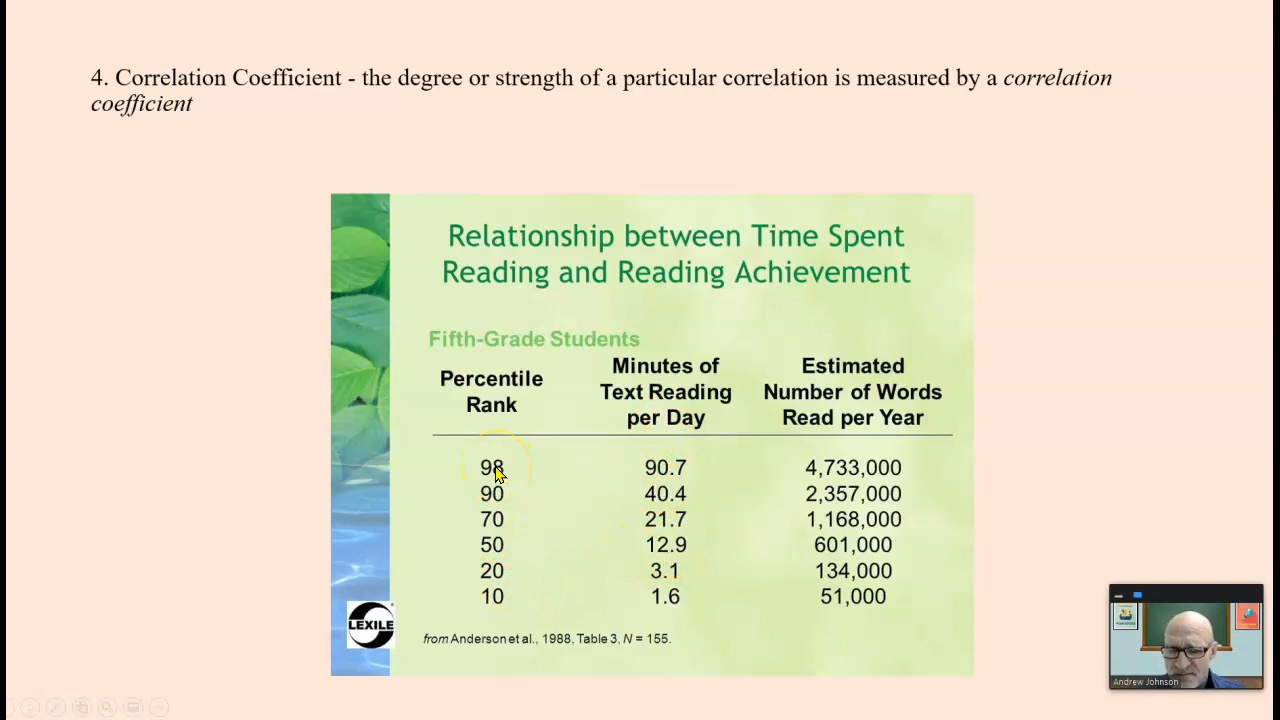 4. Correlation Coefficient - the degree or strength of a particular correlation is measured by a correlation
coefficient
Relationship between Time Spent
Reading and Reading Achievement
Fifth-Grade Students
Percentile Rank
Minutes of Text Reading per Day
Estimated Number of Words Read per Year
98 90.7 4,733,000
90 40.4 2,357,000
70 21.7 1,168,000
50 12.9 601,000
20 3.1 134,000
10 1.6 51,000
LEXILE
from Anderson et al., 1988, Table 3, N = 155.
Andrew Johnson